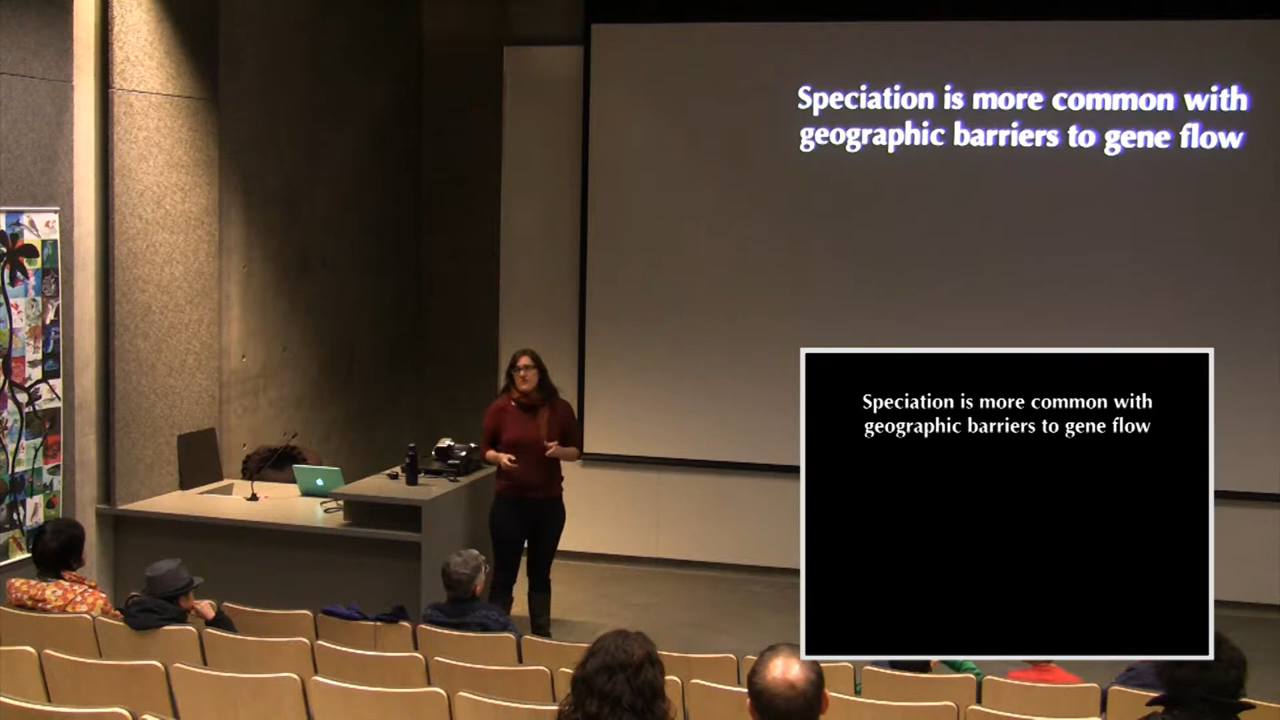 Speciation is more common with
geographic barriers to gene flow
Speciation is more common with
geographic barriers to gene flow